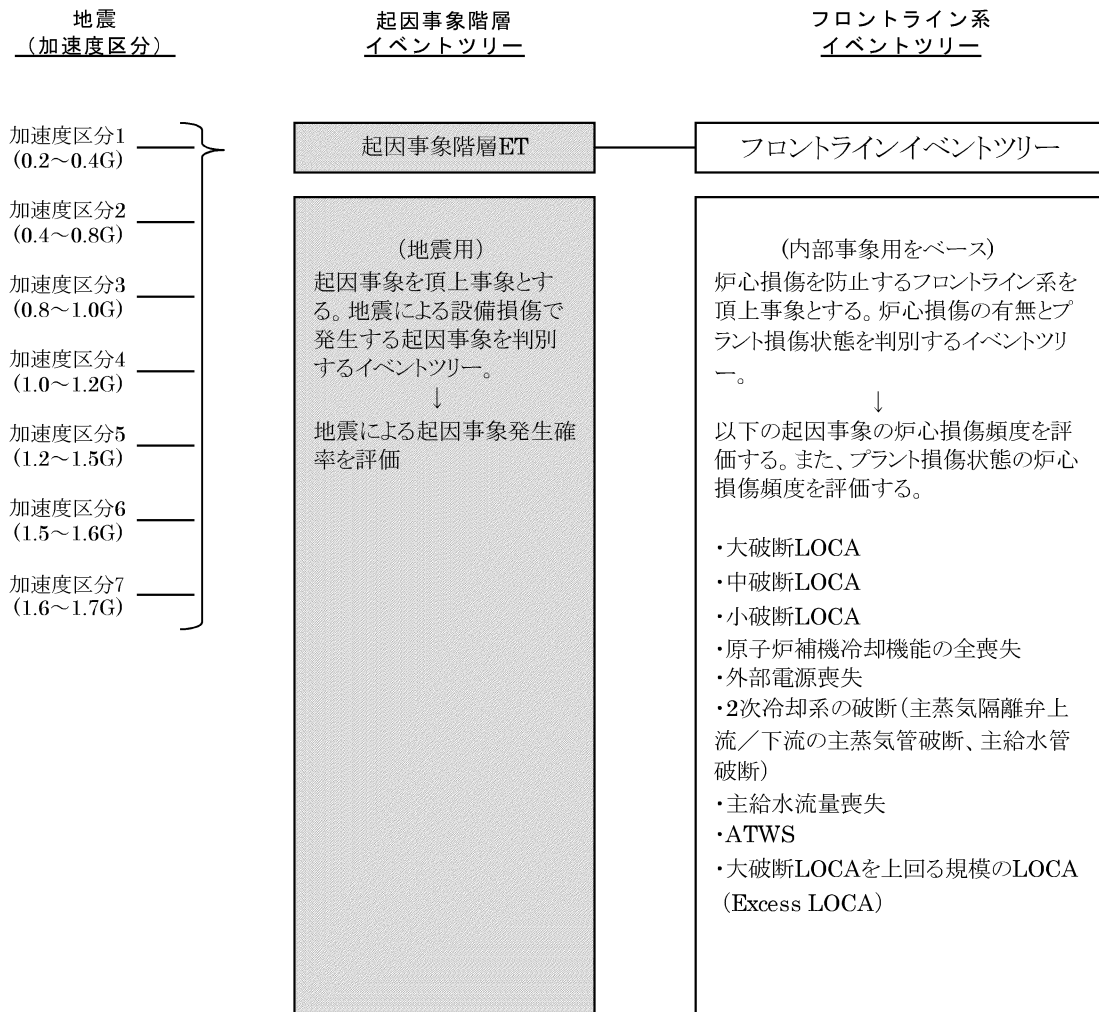 地震
（加速度区分）
起因事象階層
イベントツリー
フロントライン系
イベントツリー
加速度区分1
(0.2～0.4G)
加速度区分2
(0.4～0.8G)
加速度区分3
(0.8～1.0G)
加速度区分4
(1.0～1.2G)
加速度区分5
(1.2～1.5G)
加速度区分6
(1.5～1.6G)
加速度区分7
(1.6～1.7G)
起因事象階層ET
（地震用）
起因事象を頂上事象とす
る。地震による設備損傷で
発生する起因事象を判別
するイベントツリー。
↓
地震による起因事象発生確
率を評価
フロントラインイベントツリー
(内部事象用をベース)
炉心損傷を防止するフロントライン系を
頂上事象とする。炉心損傷の有無とプ
ラント損傷状態を判別するイベントツリ
ー。
↓
以下の起因事象の炉心損傷頻度を評
価する。また、プラント損傷状態の炉心
損傷頻度を評価する。
・大破断LOCA
・中破断LOCA
・小破断LOCA
・原子炉補機冷却機能の全喪失
・外部電源喪失
・2次冷却系の破断（主蒸気隔離弁上
流／下流の主蒸気管破断、主給水管
破断）
・主給水流量喪失
・ATWS
・大破断LOCAを上回る規模のLOCA
（Excess LOCA）